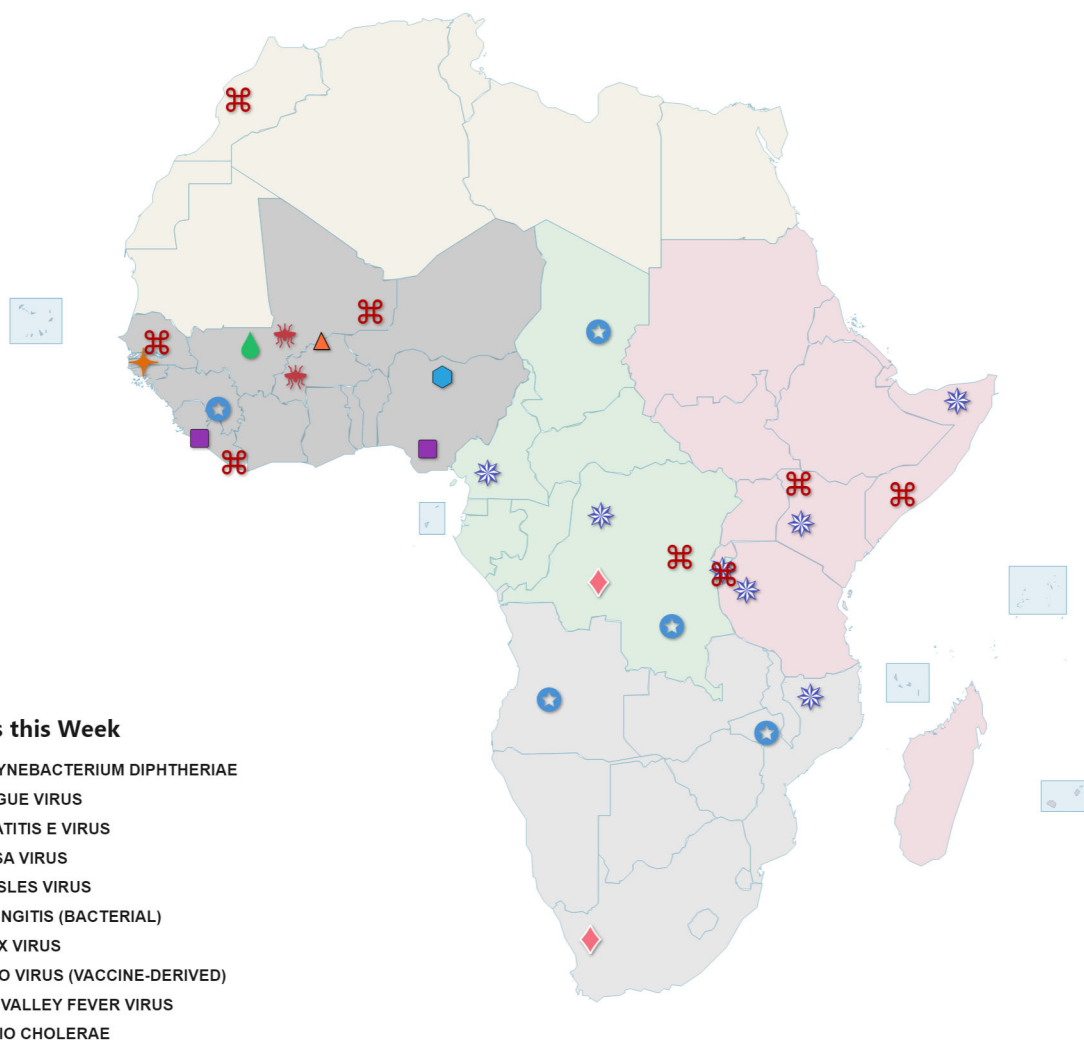 s this Week
YNEBACTERIUM DIPHTHERIAE
GUE VIRUS
ATITIS E VIRUS
SA VIRUS
SLES VIRUS
NGITIS (BACTERIAL)
X VIRUS
O VIRUS (VACCINE-DERIVED)
VALLEY FEVER VIRUS
IO CHOLERAE